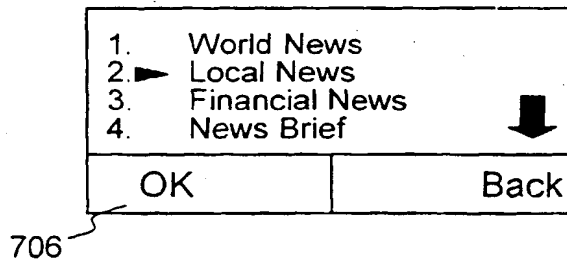 1. World News
2. Local News
3. Financial News
4. News Brief
OK Back
706